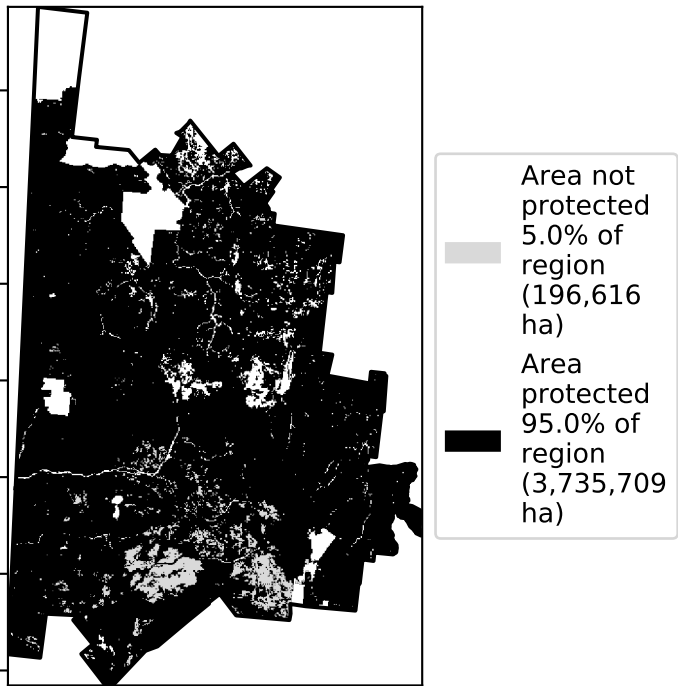 Area not
protected
5.0% of
region
(196,616
ha)
Area
protected
95.0% of
region
(3,735,709
ha)